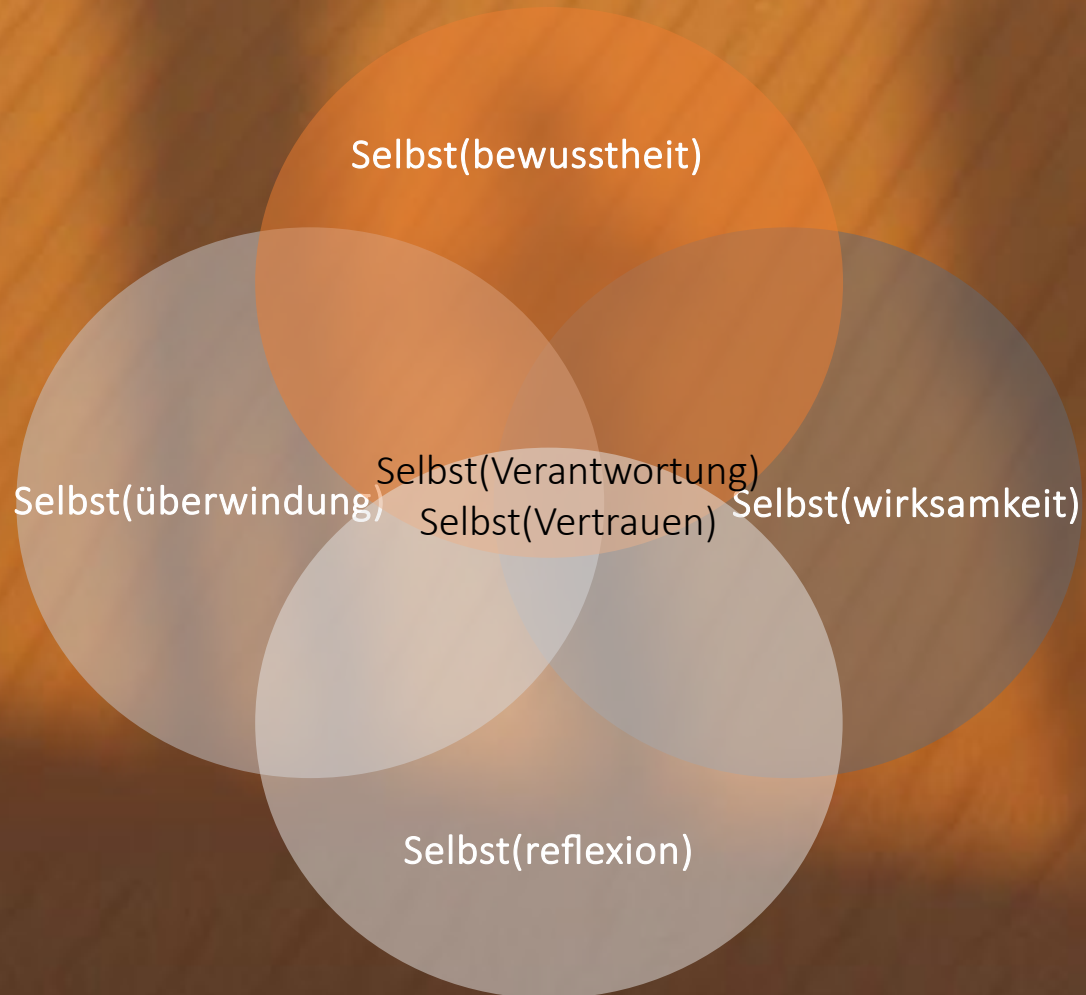 Selbst(bewusstheit)
Selbst(Verantwortung)
Selbst(Vertrauen)
Selbst(überwindung)
Selbst(wirksamkeit)
Selbst(reflexion)